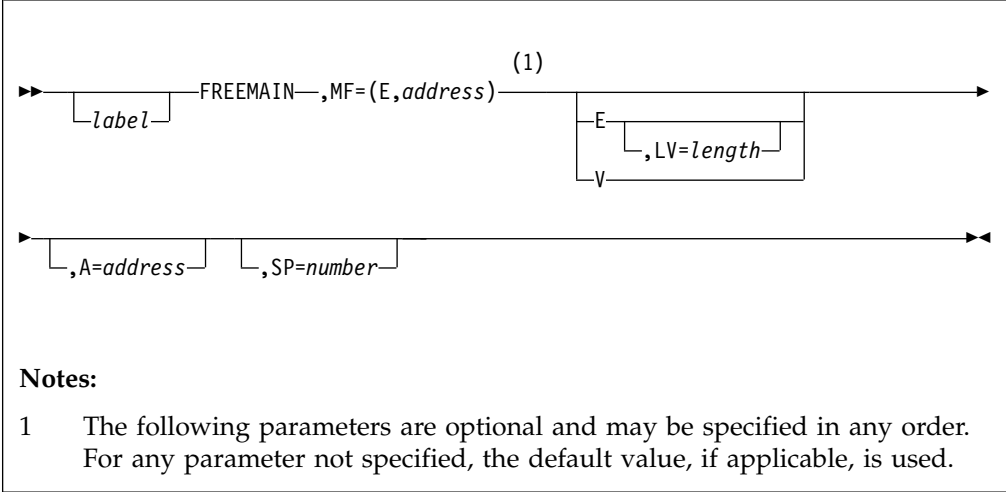 (1)
label FREEMAIN ,MF=(E,address) E ,LV=length V
,A=address ,SP=number
Notes:
1 The following parameters are optional and may be specified in any order.
For any parameter not specified, the default value, if applicable, is used.